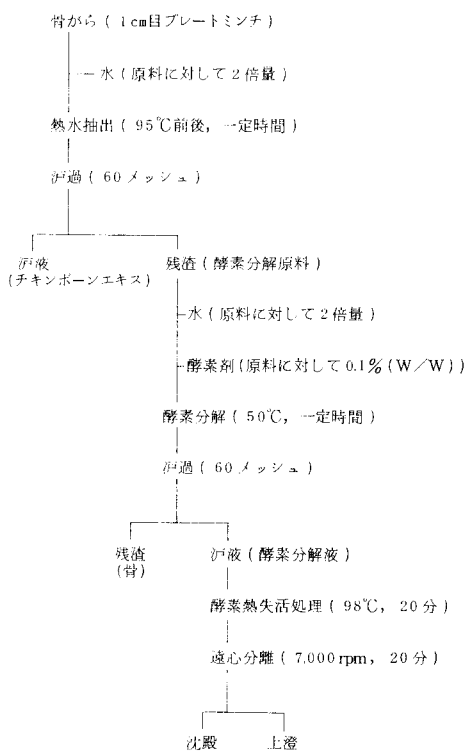 骨がら（1cm目プレートミンチ）
水（原料に対して2倍量）
熱水抽出（95℃前後，一定時間）
沪過（60メッシュ）
沪液
（チキンボーンエキス）
残渣（酵素分解原料）
水（原料に対して2倍量）
酵素剤（原料に対して0.1％（W／W））
酵素分解（50℃，一定時間）
沪過（60メッシュ）
残渣
（骨）
沪液（酵素分解液）
酵素熱失活処理（98℃，20分）
遠心分離（7,000rpm，20分）
沈殿
上澄